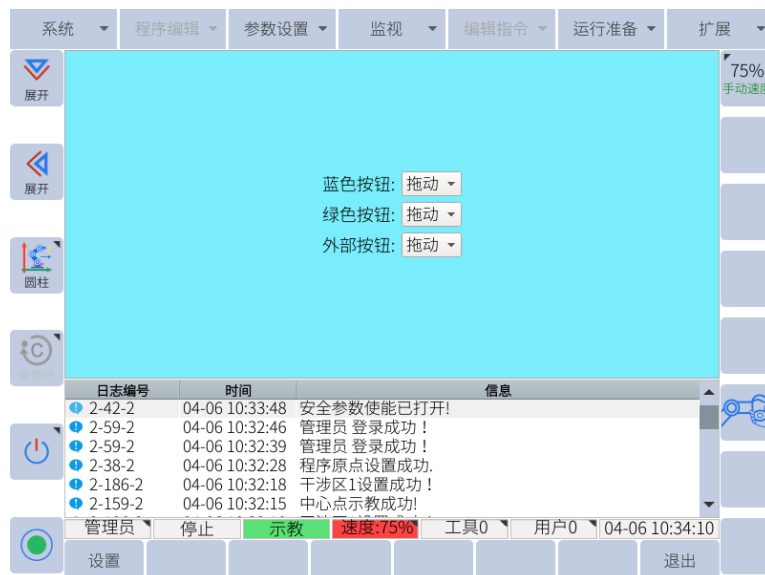 系统 程序编辑 参数设置 监视 编辑指令 运行准备 扩展
展开
75%
手动速度
展开
圆柱
蓝色按钮: 拖动
绿色按钮: 拖动
外部按钮: 拖动
日志编号 时间 信息
2-42-2 04-06 10:33:48 安全参数使能已打开!
2-59-2 04-06 10:32:46 管理员 登录成功！
2-59-2 04-06 10:32:39 管理员 登录成功！
2-38-2 04-06 10:32:28 程序原点设置成功.
2-186-2 04-06 10:32:18 干涉区1设置成功！
2-159-2 04-06 10:32:15 中心点示教成功!
管理员 停止 示教 速度:75% 工具0 用户0 04-06 10:34:10
设置 退出